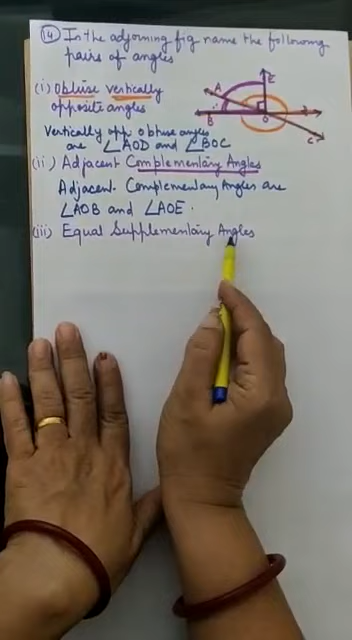 (14) In the adjoining fig name the following
pairs of angles
(i) Obtuse vertically
opposite angles
Vertically opp obtuse angles
are ∠AOD and ∠BOC
(ii) Adjacent Complementary Angles
Adjacent Complementary Angles are
∠AOB and ∠AOE.
(iii) Equal Supplementary Angles
E
A
B
O
C